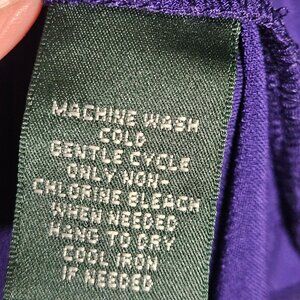 MACHINE WASH
COLD
GENTLE CYCLE
ONLY NON-
CHLORINE BLEACH
WHEN NEEDED
HANG TO DRY
COOL IRON
IF NEEDED